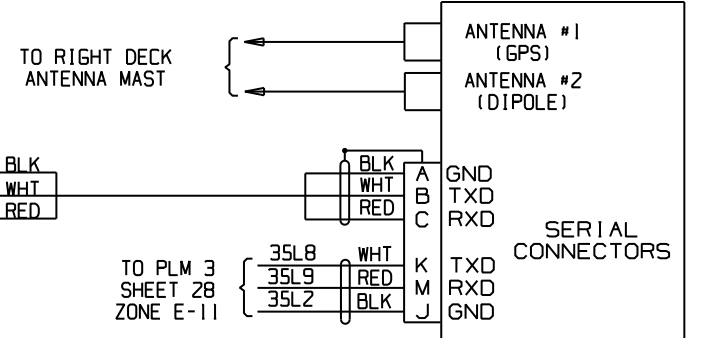 ANTENNA #1
(GPS)
TO RIGHT DECK
ANTENNA MAST
ANTENNA #2
(DIPOLE)
BLK
WHT
RED
BLK A GND
WHT B TXD
RED C RXD
SERIAL
CONNECTORS
TO PLM 3
SHEET 28
ZONE E-11
35L8 WHT K TXD
35L9 RED M RXD
35L2 BLK J GND